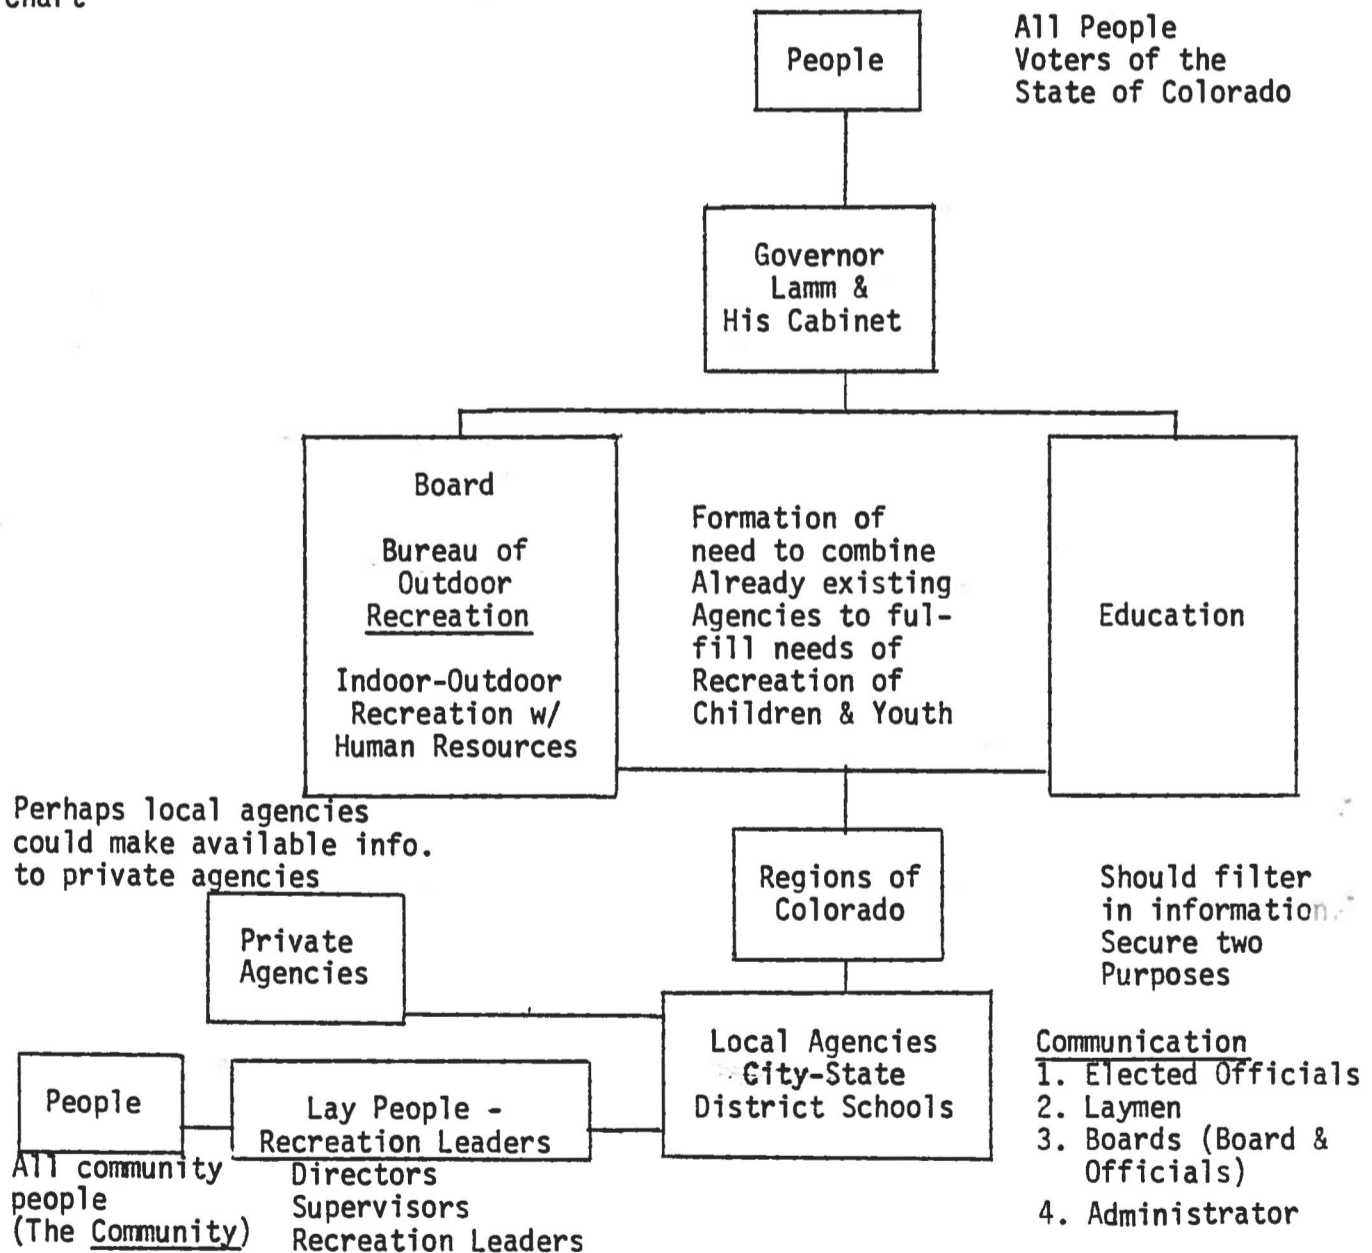 Chart
People
All People
Voters of the
State of Colorado
Governor
Lamm &
His Cabinet
Board
Bureau of
Outdoor
Recreation
Indoor-Outdoor
Recreation w/
Human Resources
Formation of
need to combine
Already existing
Agencies to ful-
fill needs of
Recreation of
Children & Youth
Education
Perhaps local agencies
could make available info.
to private agencies
Private
Agencies
Regions of
Colorado
Should filter
in information.
Secure two
Purposes
Local Agencies
City-State
District Schools
Communication
1. Elected Officials
2. Laymen
3. Boards (Board &
Officials)
4. Administrator
People
All community
people
(The Community)
Lay People -
Recreation Leaders
Directors
Supervisors
Recreation Leaders